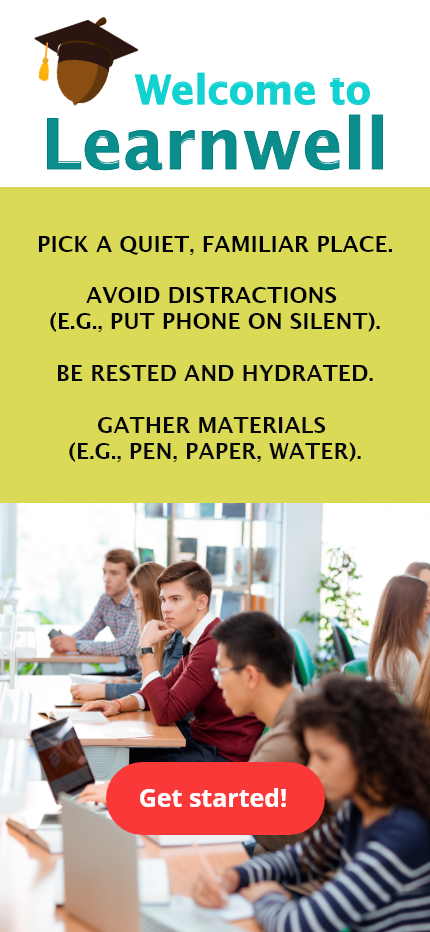 Welcome to
Learnwell
PICK A QUIET, FAMILIAR PLACE.
AVOID DISTRACTIONS
(E.G., PUT PHONE ON SILENT).
BE RESTED AND HYDRATED.
GATHER MATERIALS
(E.G., PEN, PAPER, WATER).
Get started!